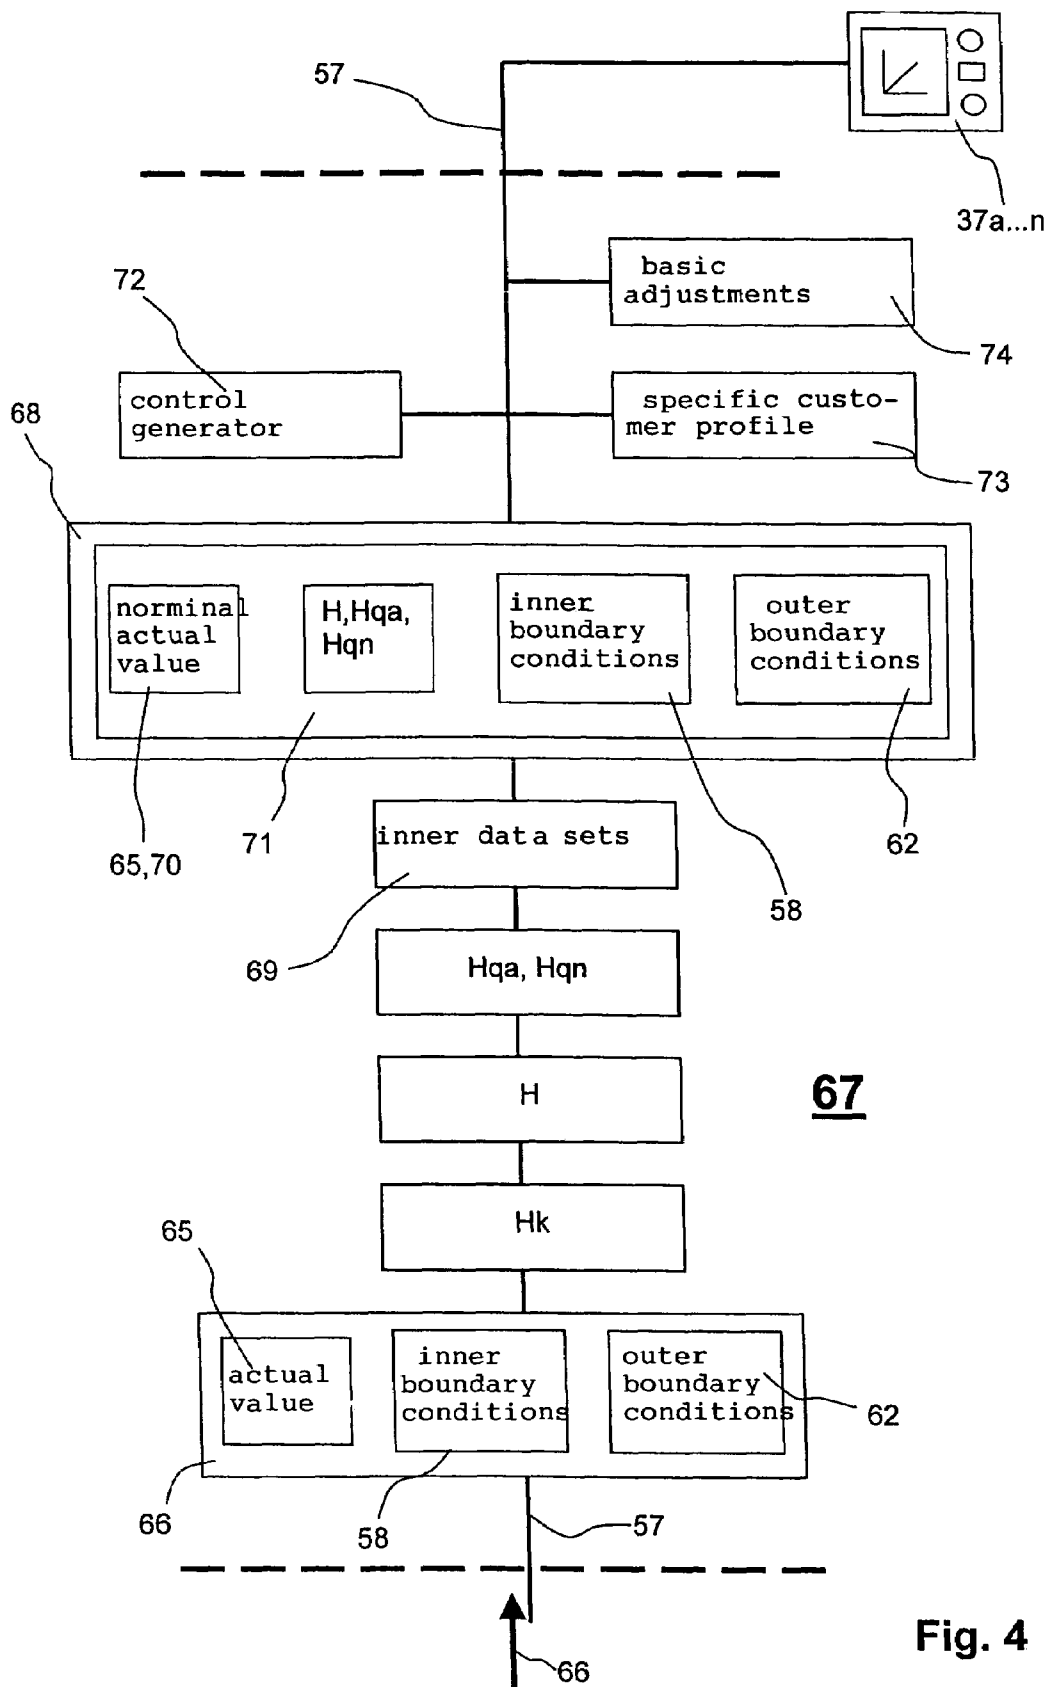 57
37a...n
basic
adjustments
74
72
control
generator
specific custo-
mer profile
73
68
norminal
actual
value
H,Hqa,
Hqn
inner
boundary
conditions
outer
boundary
conditions
65,70
71
58
62
inner data sets
69
Hqa, Hqn
H
67
Hk
65
actual
value
inner
boundary
conditions
outer
boundary
conditions
62
66
58
57
66
Fig. 4